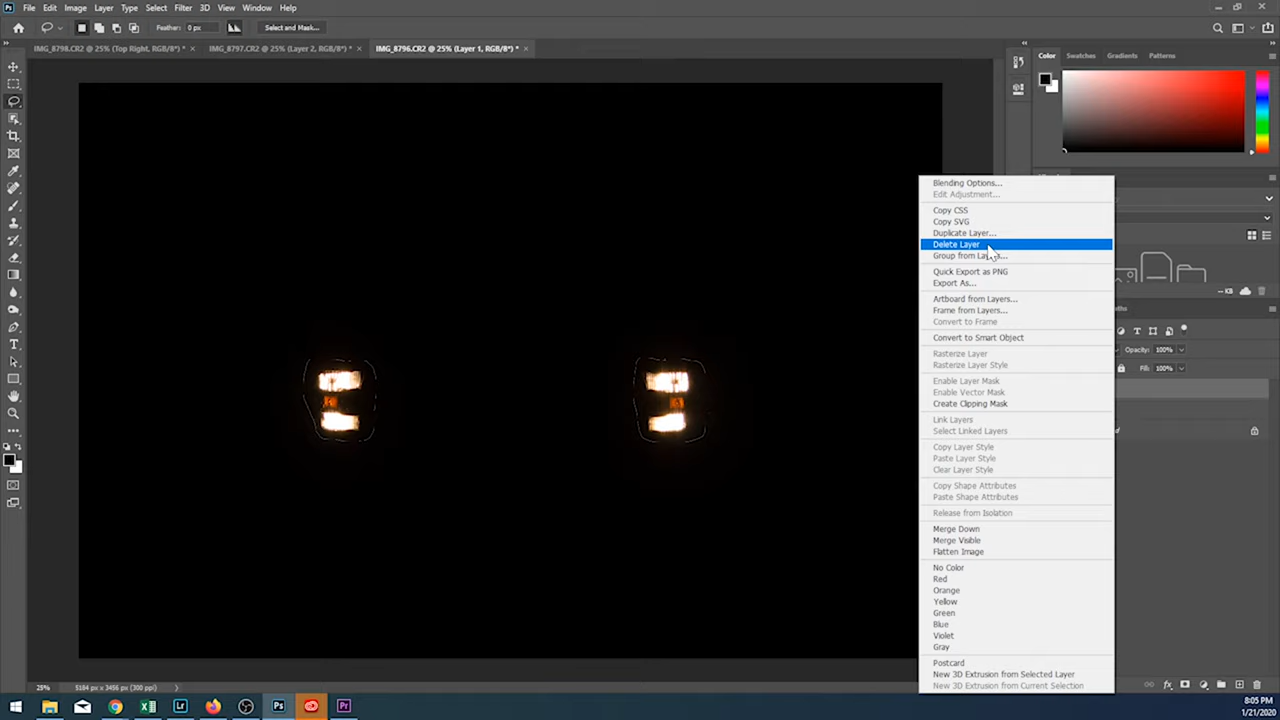 Ps File Edit Image Layer Type Select Filter 3D View Window Help
Feather: 0 px Select and Mask...
IMG_8798.CR2 @ 25% (Top Right, RGB/8*) * × IMG_8797.CR2 @ 25% (Layer 2, RGB/8*) * × IMG_8796.CR2 @ 25% (Layer 1, RGB/8*) * ×
Color Swatches Gradients Patterns
Blending Options...
Edit Adjustment...
Copy CSS
Copy SVG
Duplicate Layer...
Delete Layer
Group from
Quick Export as PNG
Export As...
Artboard from Layers...
Frame from Layers...
Convert to Frame
Convert to Smart Object
Rasterize Layer
Rasterize Layer Style
Enable Layer Mask
Enable Vector Mask
Create Clipping Mask
Link Layers
Select Linked Layers
Copy Layer Style
Paste Layer Style
Clear Layer Style
Copy Shape Attributes
Paste Shape Attributes
Release from Isolation
Merge Down
Merge Visible
Flatten Image
No Color
Red
Orange
Yellow
Green
Blue
Violet
Gray
Postcard
New 3D Extrusion from Selected Layer
New 3D Extrusion from Current Selection
Opacity: 100%
Fill: 100%
25% 5184 px x 3456 px (300 ppi)
Ps Pr
8:05 PM
1/21/2020